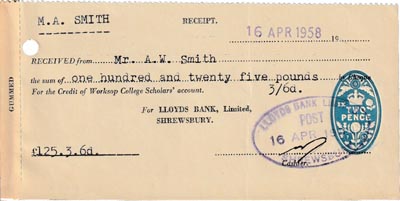 M.A. SMITH
RECEIPT.
16 APR 1958 19
RECEIVED from Mr. A.W. Smith
the sum of one hundred and twenty five pounds
For the Credit of Worksop College Scholars' account. 3/6d.
For LLOYDS BANK, Limited,
SHREWSBURY.
£125.3.6d.
Cashier.
GUMMED
LLOYDS BANK
POST
16 APR
SHREWSBURY
TWO
PENCE